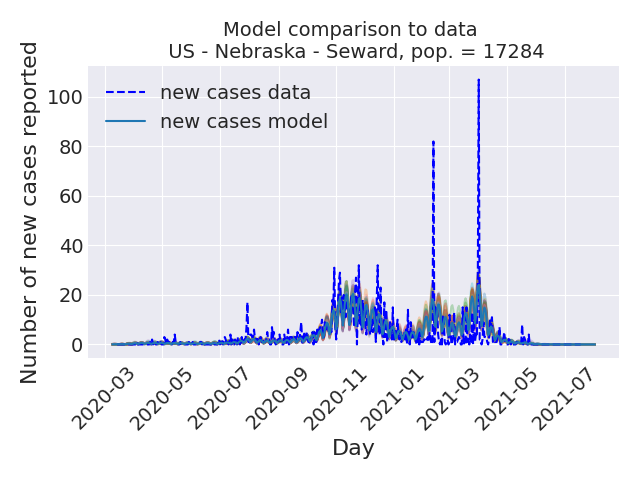 Model comparison to data
US - Nebraska - Seward, pop. = 17284
Number of new cases reported
100
80
60
40
20
0
new cases data
new cases model
2020-03
2020-05
2020-07
2020-09
2020-11
2021-01
2021-03
2021-05
2021-07
Day